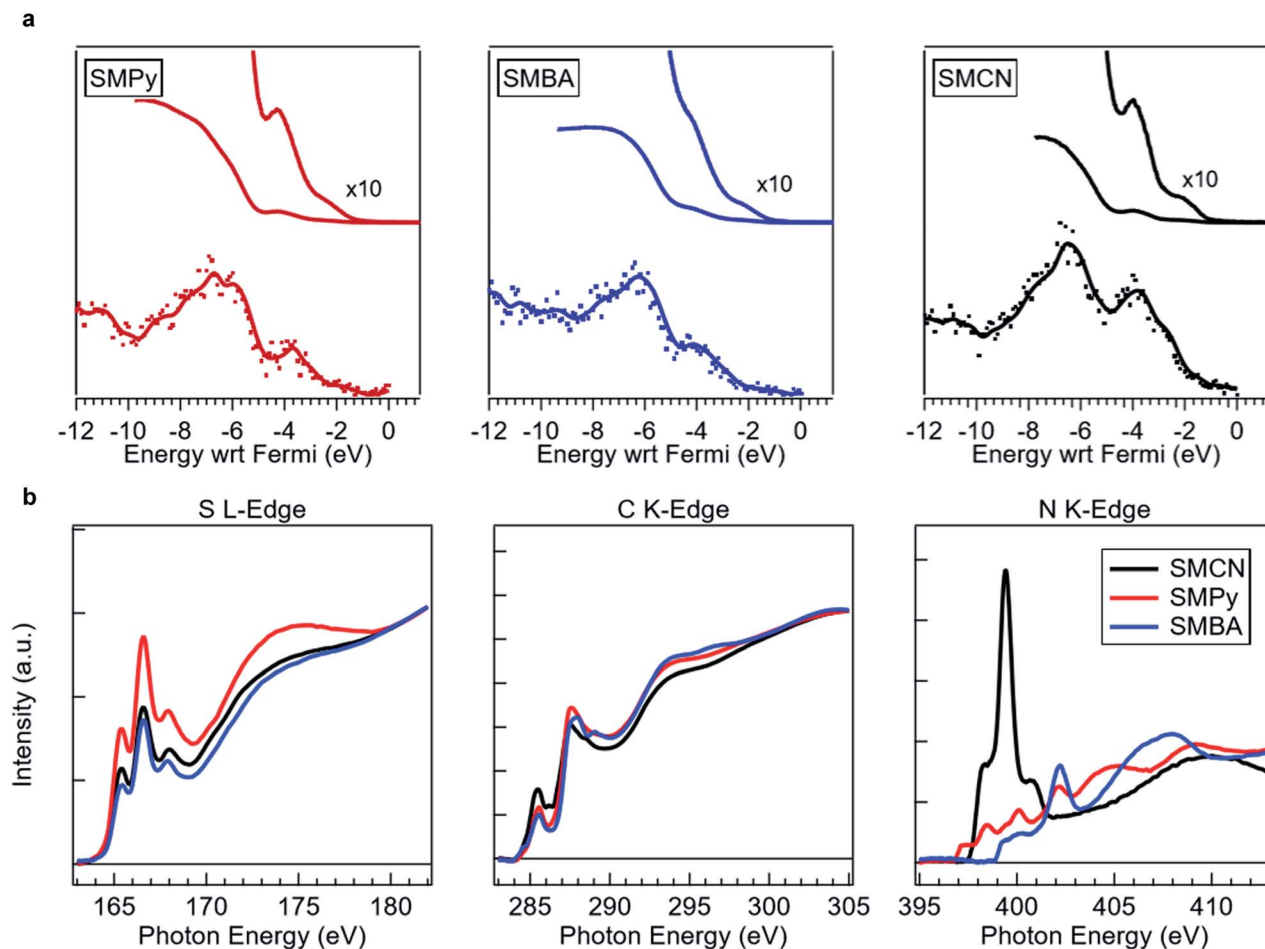 a
SMPy
x10
-12 -10 -8 -6 -4 -2 0
Energy wrt Fermi (eV)
SMBA
x10
-12 -10 -8 -6 -4 -2 0
Energy wrt Fermi (eV)
SMCN
x10
-12 -10 -8 -6 -4 -2 0
Energy wrt Fermi (eV)
b
S L-Edge
Intensity (a.u.)
165 170 175 180
Photon Energy (eV)
C K-Edge
285 290 295 300 305
Photon Energy (eV)
N K-Edge
SMCN
SMPy
SMBA
395 400 405 410
Photon Energy (eV)